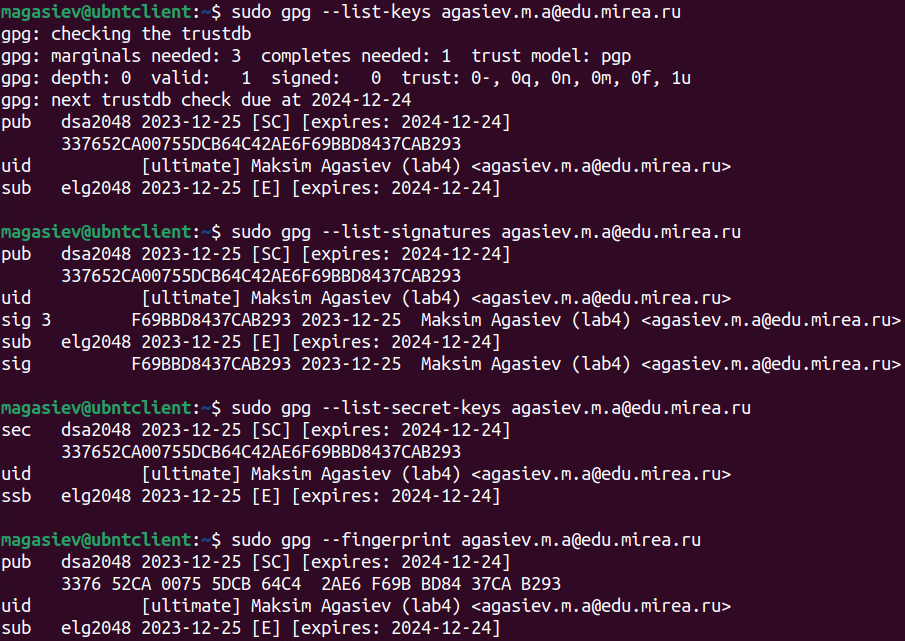 magasiev@ubntclient:~$ sudo gpg --list-keys agasiev.m.a@edu.mirea.ru
gpg: checking the trustdb
gpg: marginals needed: 3  completes needed: 1  trust model: pgp
gpg: depth: 0  valid:   1  signed:   0  trust: 0-, 0q, 0n, 0m, 0f, 1u
gpg: next trustdb check due at 2024-12-24
pub   dsa2048 2023-12-25 [SC] [expires: 2024-12-24]
      337652CA00755DCB64C42AE6F69BBD8437CAB293
uid           [ultimate] Maksim Agasiev (lab4) <agasiev.m.a@edu.mirea.ru>
sub   elg2048 2023-12-25 [E] [expires: 2024-12-24]

magasiev@ubntclient:~$ sudo gpg --list-signatures agasiev.m.a@edu.mirea.ru
pub   dsa2048 2023-12-25 [SC] [expires: 2024-12-24]
      337652CA00755DCB64C42AE6F69BBD8437CAB293
uid           [ultimate] Maksim Agasiev (lab4) <agasiev.m.a@edu.mirea.ru>
sig 3        F69BBD8437CAB293 2023-12-25  Maksim Agasiev (lab4) <agasiev.m.a@edu.mirea.ru>
sub   elg2048 2023-12-25 [E] [expires: 2024-12-24]
sig          F69BBD8437CAB293 2023-12-25  Maksim Agasiev (lab4) <agasiev.m.a@edu.mirea.ru>

magasiev@ubntclient:~$ sudo gpg --list-secret-keys agasiev.m.a@edu.mirea.ru
sec   dsa2048 2023-12-25 [SC] [expires: 2024-12-24]
      337652CA00755DCB64C42AE6F69BBD8437CAB293
uid           [ultimate] Maksim Agasiev (lab4) <agasiev.m.a@edu.mirea.ru>
ssb   elg2048 2023-12-25 [E] [expires: 2024-12-24]

magasiev@ubntclient:~$ sudo gpg --fingerprint agasiev.m.a@edu.mirea.ru
pub   dsa2048 2023-12-25 [SC] [expires: 2024-12-24]
      3376 52CA 0075 5DCB 64C4  2AE6 F69B BD84 37CA B293
uid           [ultimate] Maksim Agasiev (lab4) <agasiev.m.a@edu.mirea.ru>
sub   elg2048 2023-12-25 [E] [expires: 2024-12-24]